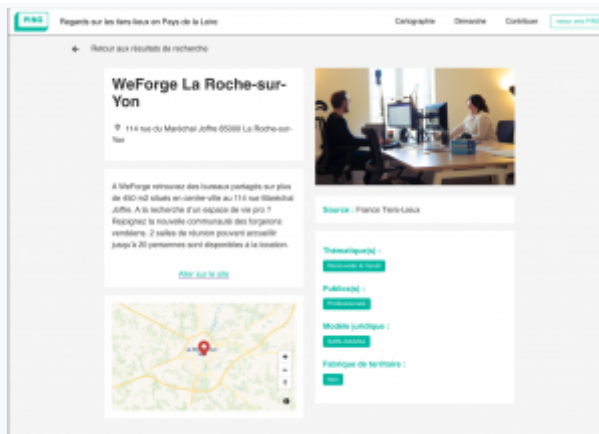 PING
Regards sur les tiers-lieux en Pays de la Loire
Cartographie
Démarche
Contribuer
retour vers PING
Retour aux résultats de recherche
WeForge La Roche-sur-
Yon
114 rue du Maréchal Joffre 85000 La Roche-sur-
Yon
A WeForge retrouvez des bureaux partagés sur plus
de 450 m2 situés en centre-ville au 114 rue Maréchal
Joffre. A la recherche d'un espace de vie pro ?
Rejoignez la nouvelle communauté des forgerons
vendéens. 2 salles de réunion pouvant accueillir
jusqu'à 20 personnes sont disponibles à la location.
Aller sur le site
Source : France Tiers-Lieux
Thématique(s) :
Public(s) :
Professionnels
Modèle juridique :
Fabrique de territoire :
Non